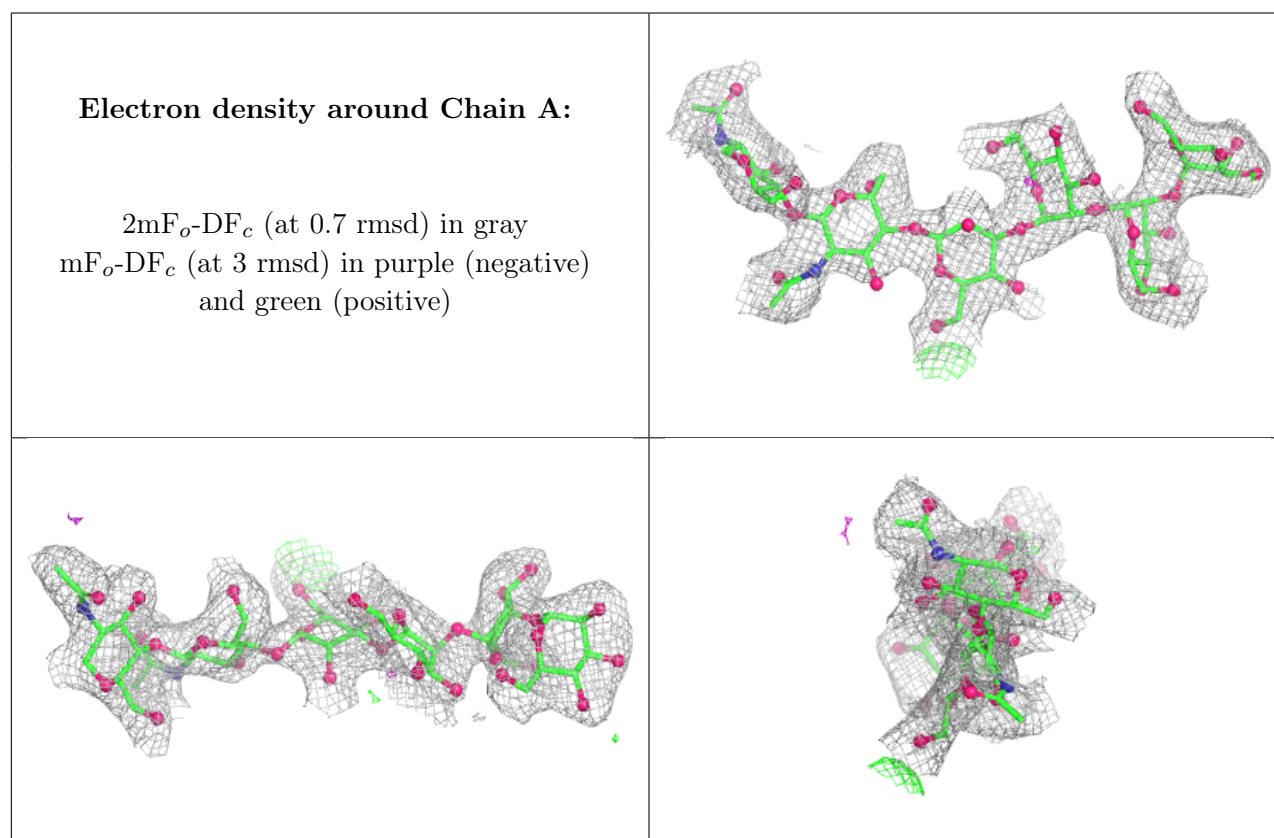 Electron density around Chain A:
2mFo-DFc (at 0.7 rmsd) in gray
mFo-DFc (at 3 rmsd) in purple (negative)
and green (positive)